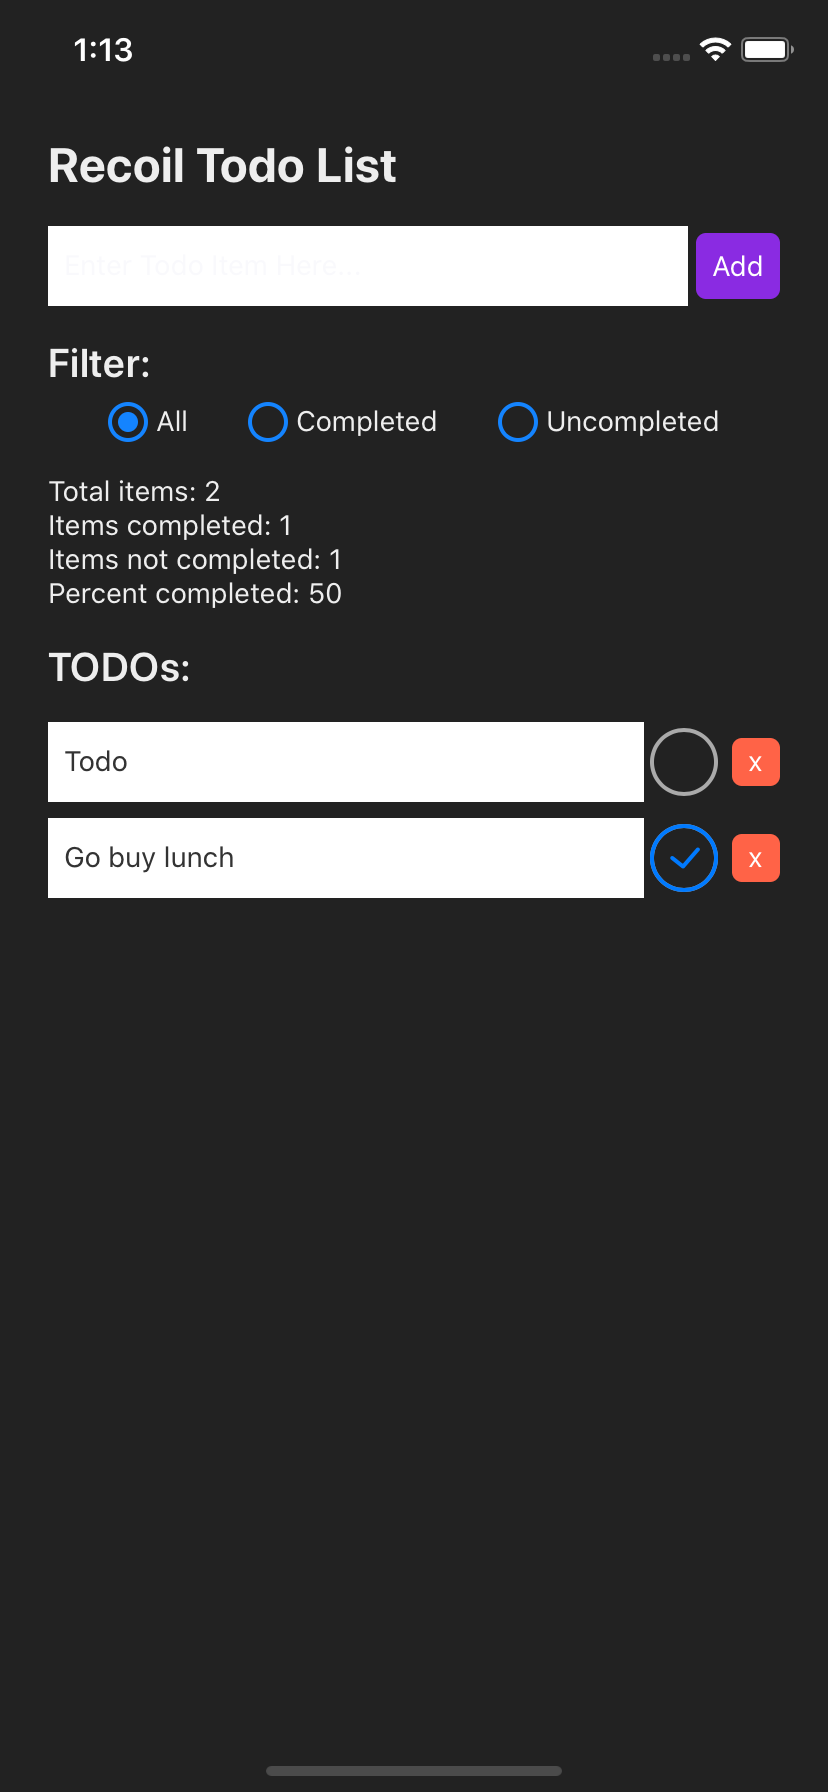 1:13
Recoil Todo List
Enter Todo Item Here...
Add
Filter:
All Completed Uncompleted
Total items: 2
Items completed: 1
Items not completed: 1
Percent completed: 50
TODOs:
Todo x
Go buy lunch x